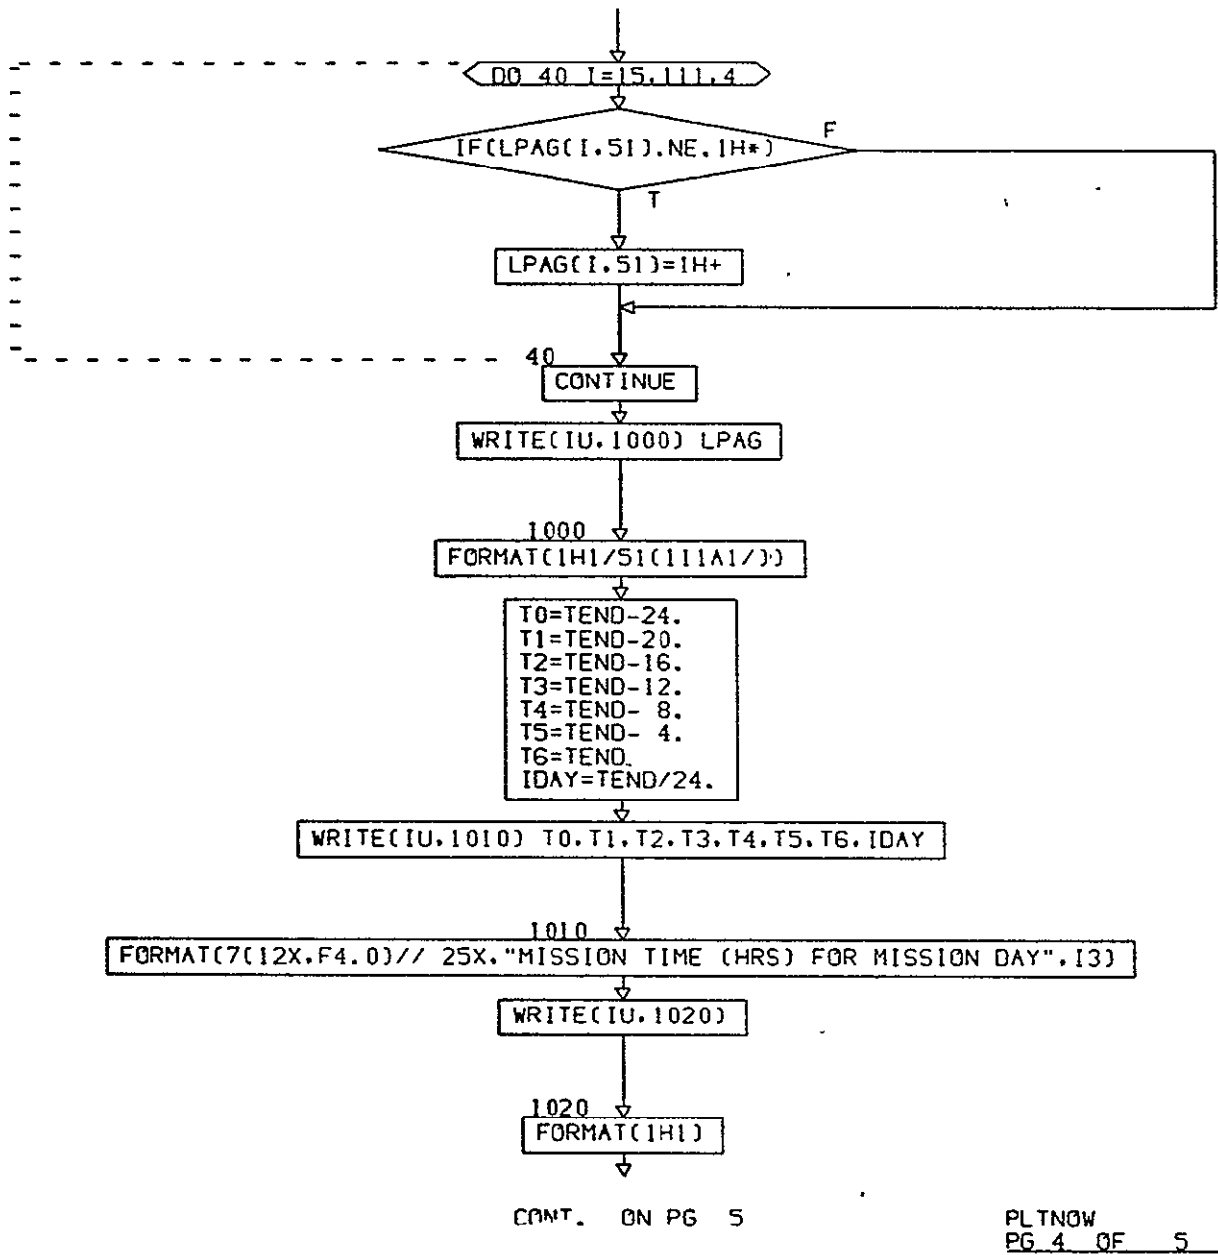 DO 40 I=15,111,4
IF(LPAG(I,51).NE.1H*)
F
T
LPAG(I,51)=1H+
40
CONTINUE
WRITE(IU,1000) LPAG
1000
FORMAT(1H1/51(111A1/))
T0=TEND-24.
T1=TEND-20.
T2=TEND-16.
T3=TEND-12.
T4=TEND- 8.
T5=TEND- 4.
T6=TEND
IDAY=TEND/24.
WRITE(IU,1010) T0,T1,T2,T3,T4,T5,T6,IDAY
1010
FORMAT(7(12X,F4.0)// 25X,"MISSION TIME (HRS) FOR MISSION DAY",I3)
WRITE(IU,1020)
1020
FORMAT(1H1)
CONT. ON PG 5
PLTNOW
PG 4 OF 5